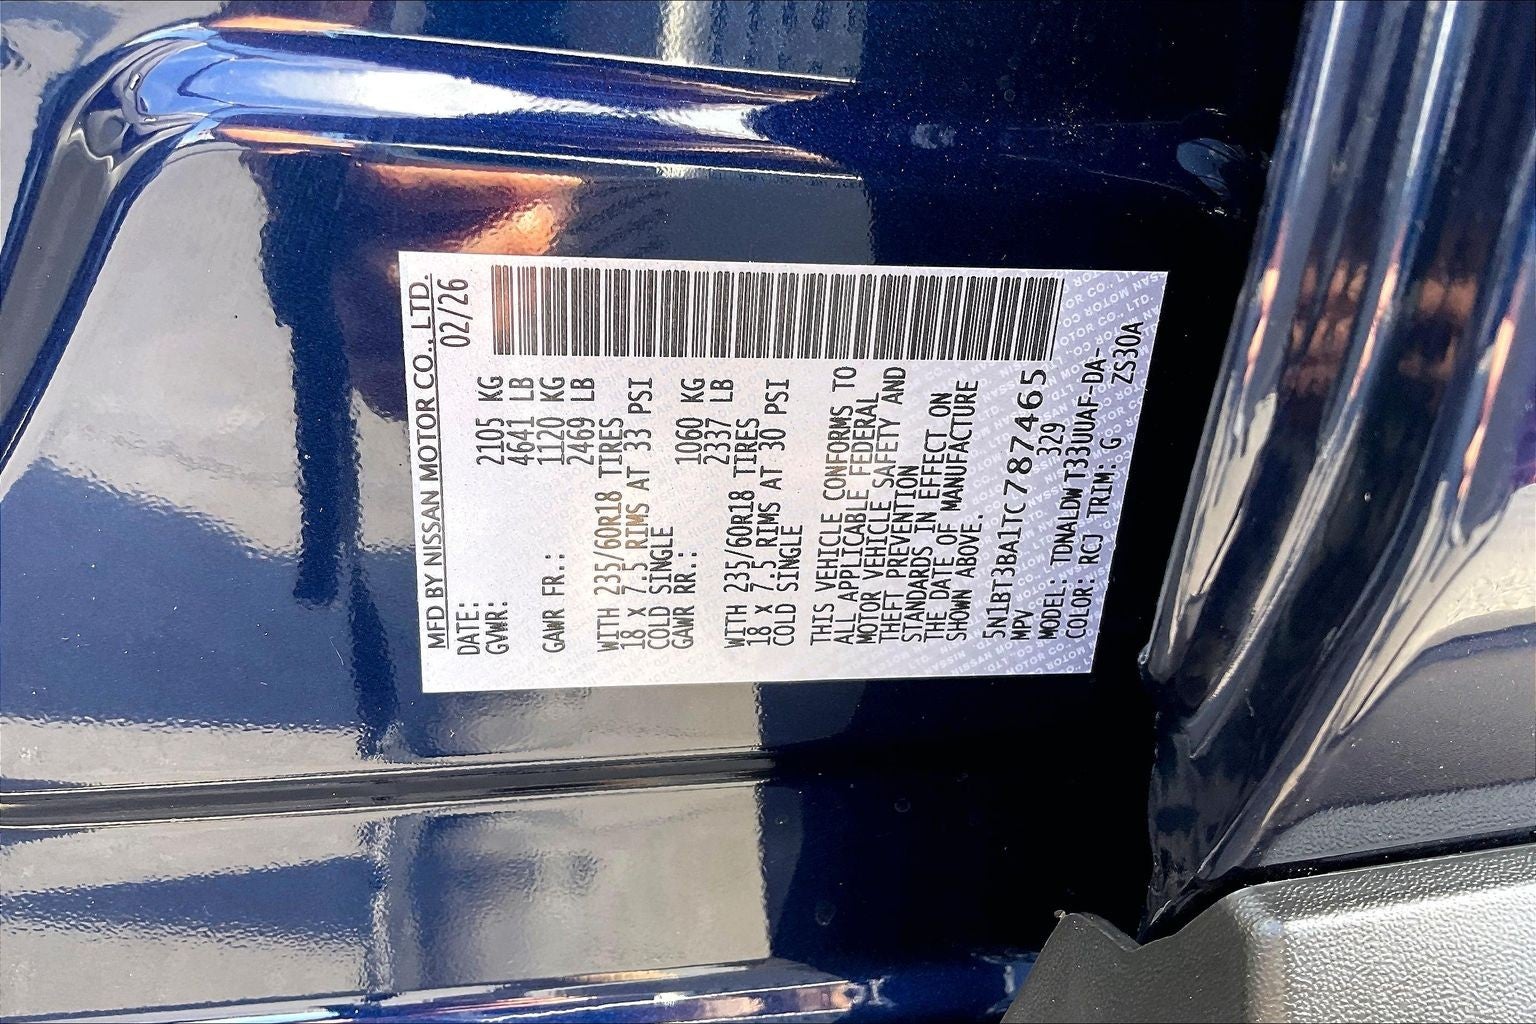 MFD BY NISSAN MOTOR CO., LTD.
DATE: 02/26
GVWR: 2105 KG
4641 LB
GAWR FR.: 1120 KG
2469 LB
WITH 235/60R18 TIRES
18 X 7.5 RIMS AT 33 PSI
COLD SINGLE
GAWR RR.: 1060 KG
2337 LB
WITH 235/60R18 TIRES
18 X 7.5 RIMS AT 30 PSI
COLD SINGLE
THIS VEHICLE CONFORMS TO
ALL APPLICABLE FEDERAL
MOTOR VEHICLE SAFETY AND
THEFT PREVENTION
STANDARDS IN EFFECT ON
THE DATE OF MANUFACTURE
SHOWN ABOVE.
5N1BT3BA1TC787465
MPV 329
MODEL: TDNALDW T33UUAF-DA-
COLOR: RCJ TRIM: G ZS30A